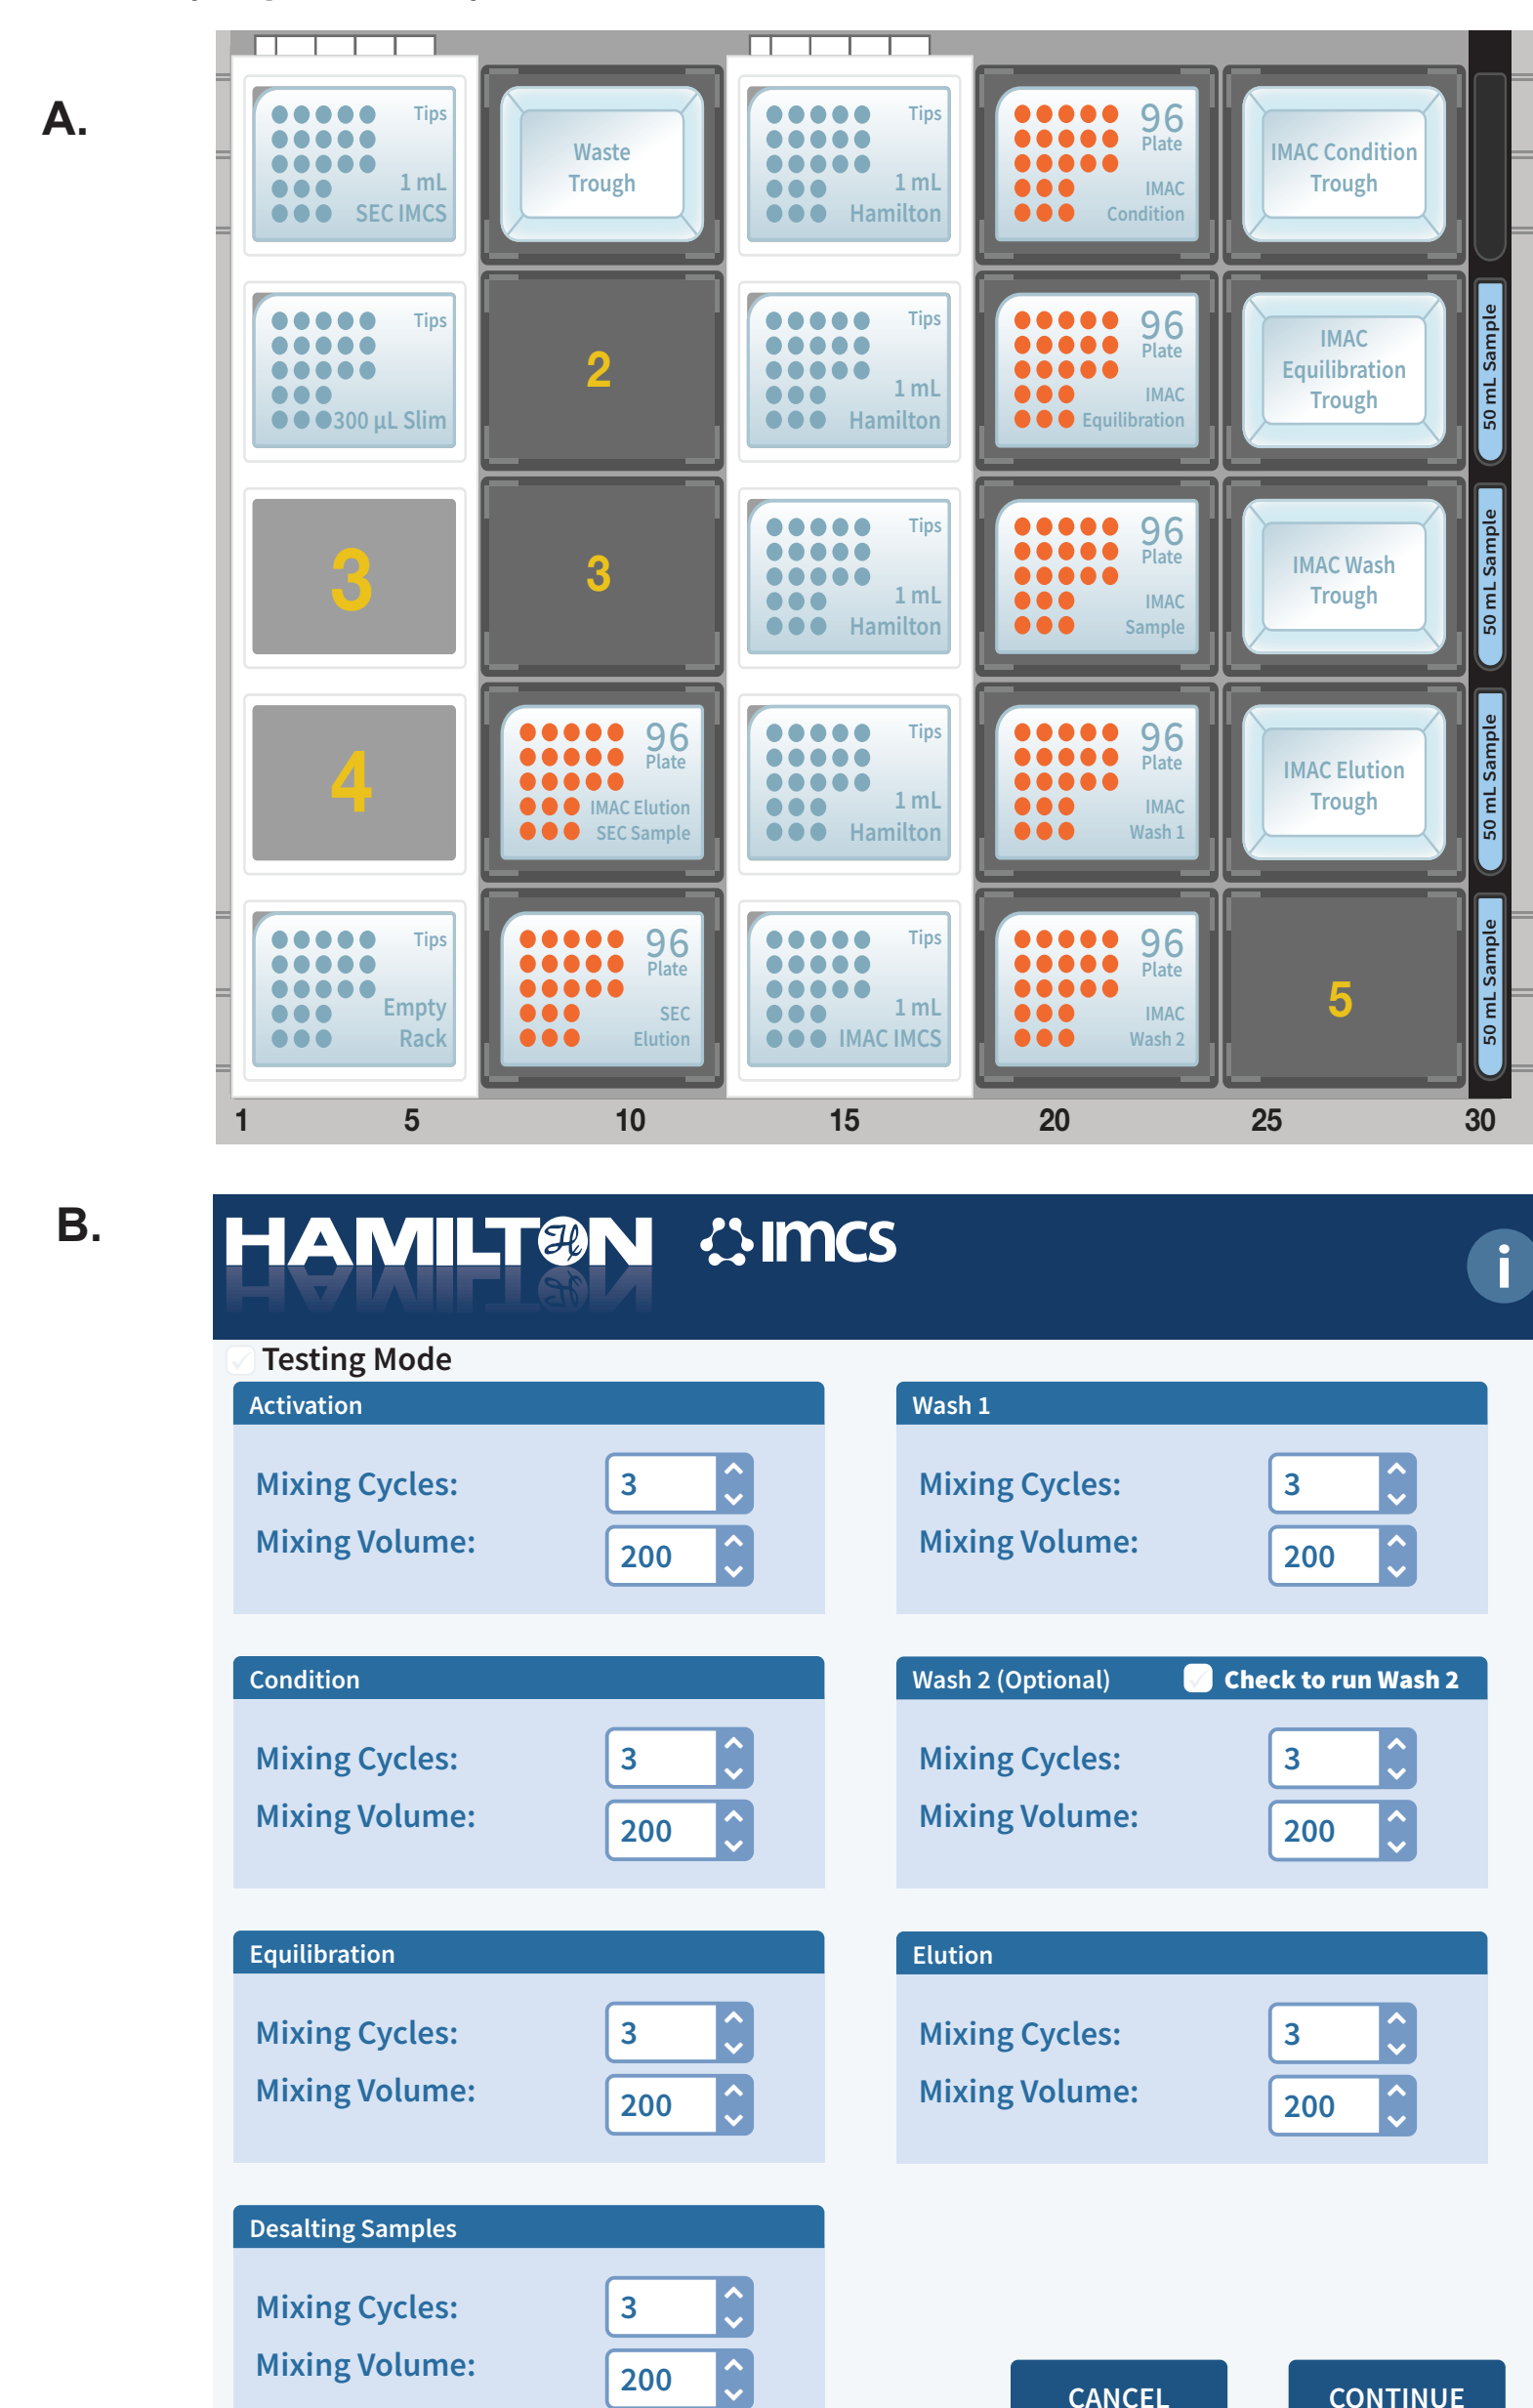 A.
Tips
1 mL
SEC IMCS
Waste
Trough
Tips
1 mL
Hamilton
96
Plate
IMAC
Condition
IMAC Condition
Trough
Tips
300 µL Slim
2
Tips
1 mL
Hamilton
96
Plate
IMAC
Equilibration
IMAC
Equilibration
Trough
50 mL Sample
3
3
Tips
1 mL
Hamilton
96
Plate
IMAC
Sample
IMAC Wash
Trough
50 mL Sample
4
96
Plate
IMAC Elution
SEC Sample
Tips
1 mL
Hamilton
96
Plate
IMAC
Wash 1
IMAC Elution
Trough
50 mL Sample
Tips
Empty
Rack
96
Plate
SEC
Elution
Tips
1 mL
IMAC IMCS
96
Plate
IMAC
Wash 2
5
50 mL Sample
1 5 10 15 20 25 30
B.
HAMILTON
imcs
i
Testing Mode
Activation
Mixing Cycles: 3
Mixing Volume: 200
Wash 1
Mixing Cycles: 3
Mixing Volume: 200
Condition
Mixing Cycles: 3
Mixing Volume: 200
Wash 2 (Optional) Check to run Wash 2
Mixing Cycles: 3
Mixing Volume: 200
Equilibration
Mixing Cycles: 3
Mixing Volume: 200
Elution
Mixing Cycles: 3
Mixing Volume: 200
Desalting Samples
Mixing Cycles: 3
Mixing Volume: 200
CANCEL
CONTINUE